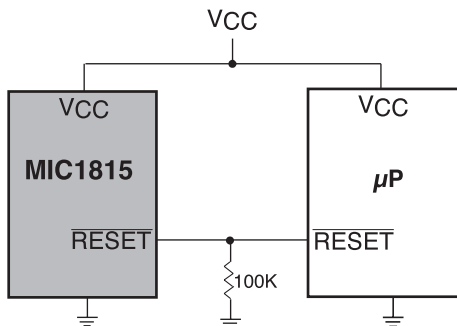 VCC
VCC
VCC
MIC1815
µP
RESET
RESET
100K